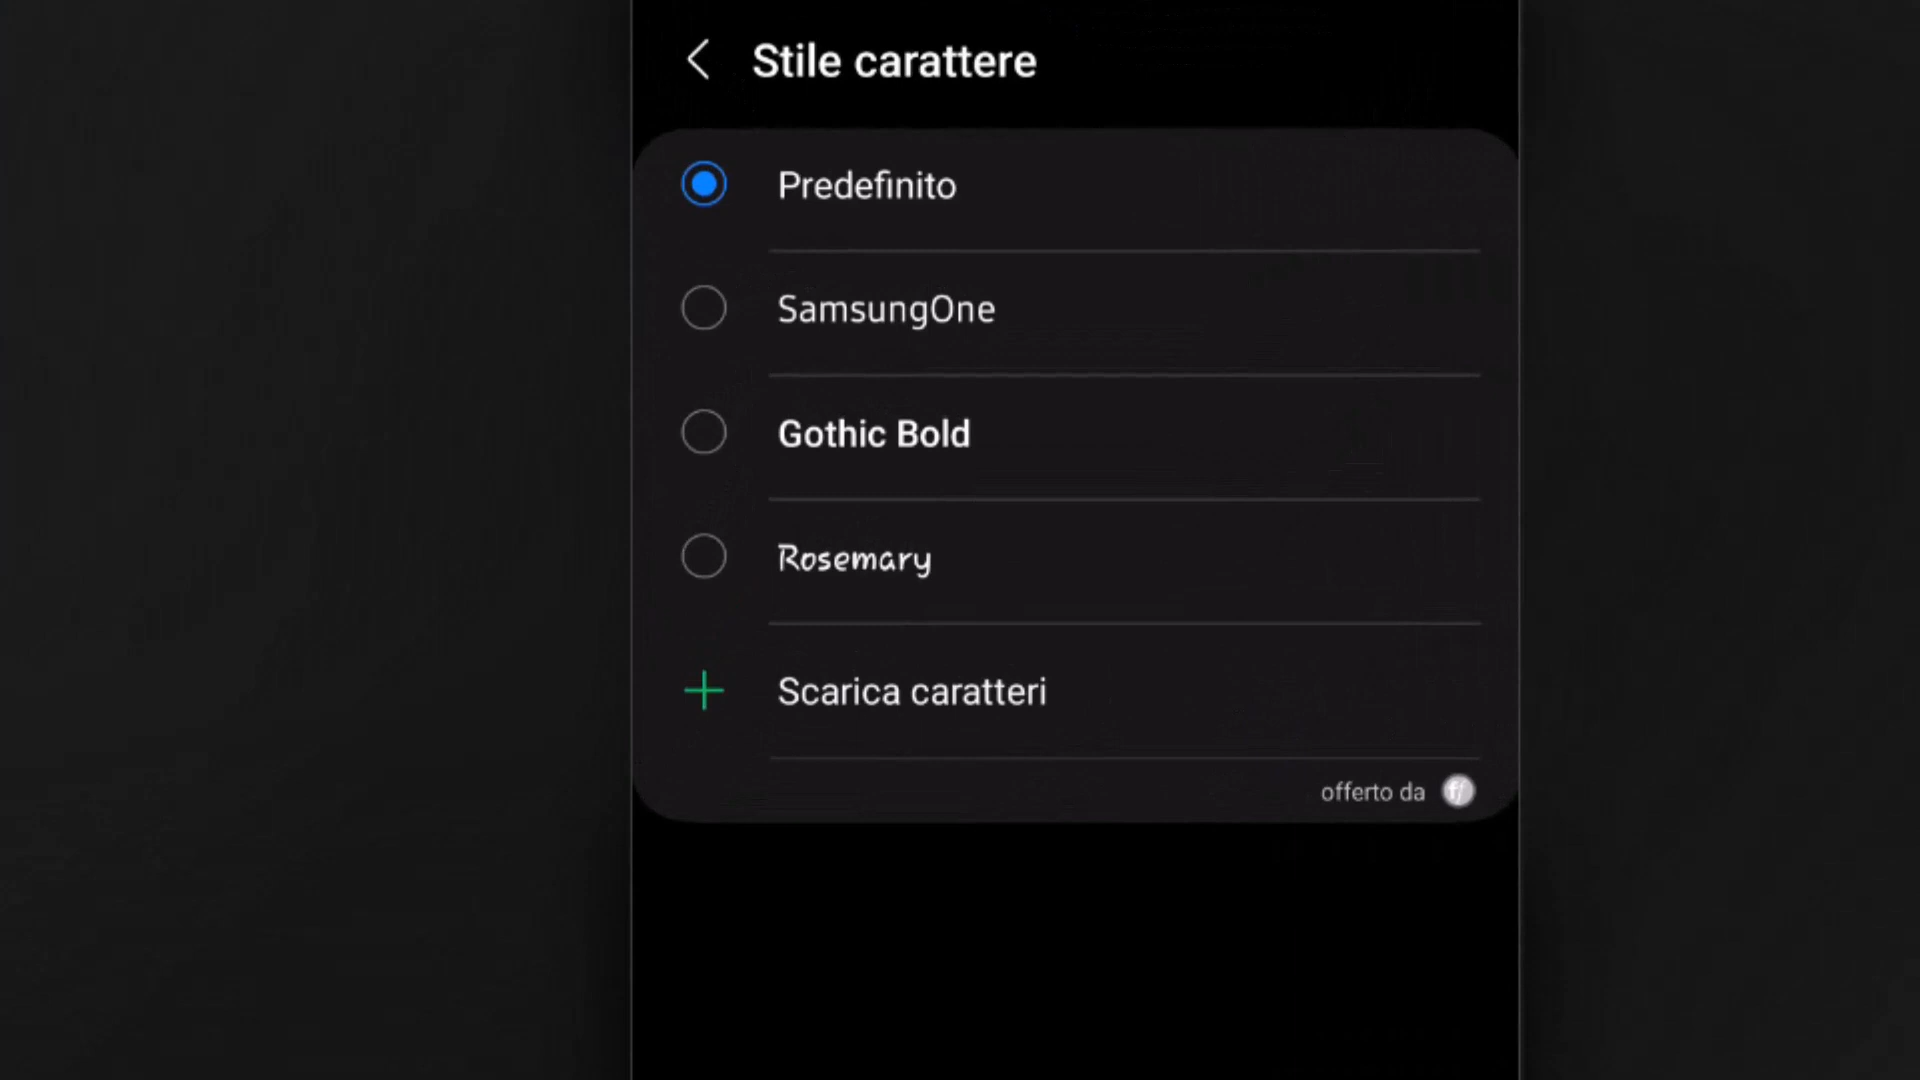 Stile carattere
Predefinito
SamsungOne
Gothic Bold
Rosemary
Scarica caratteri
offerto da